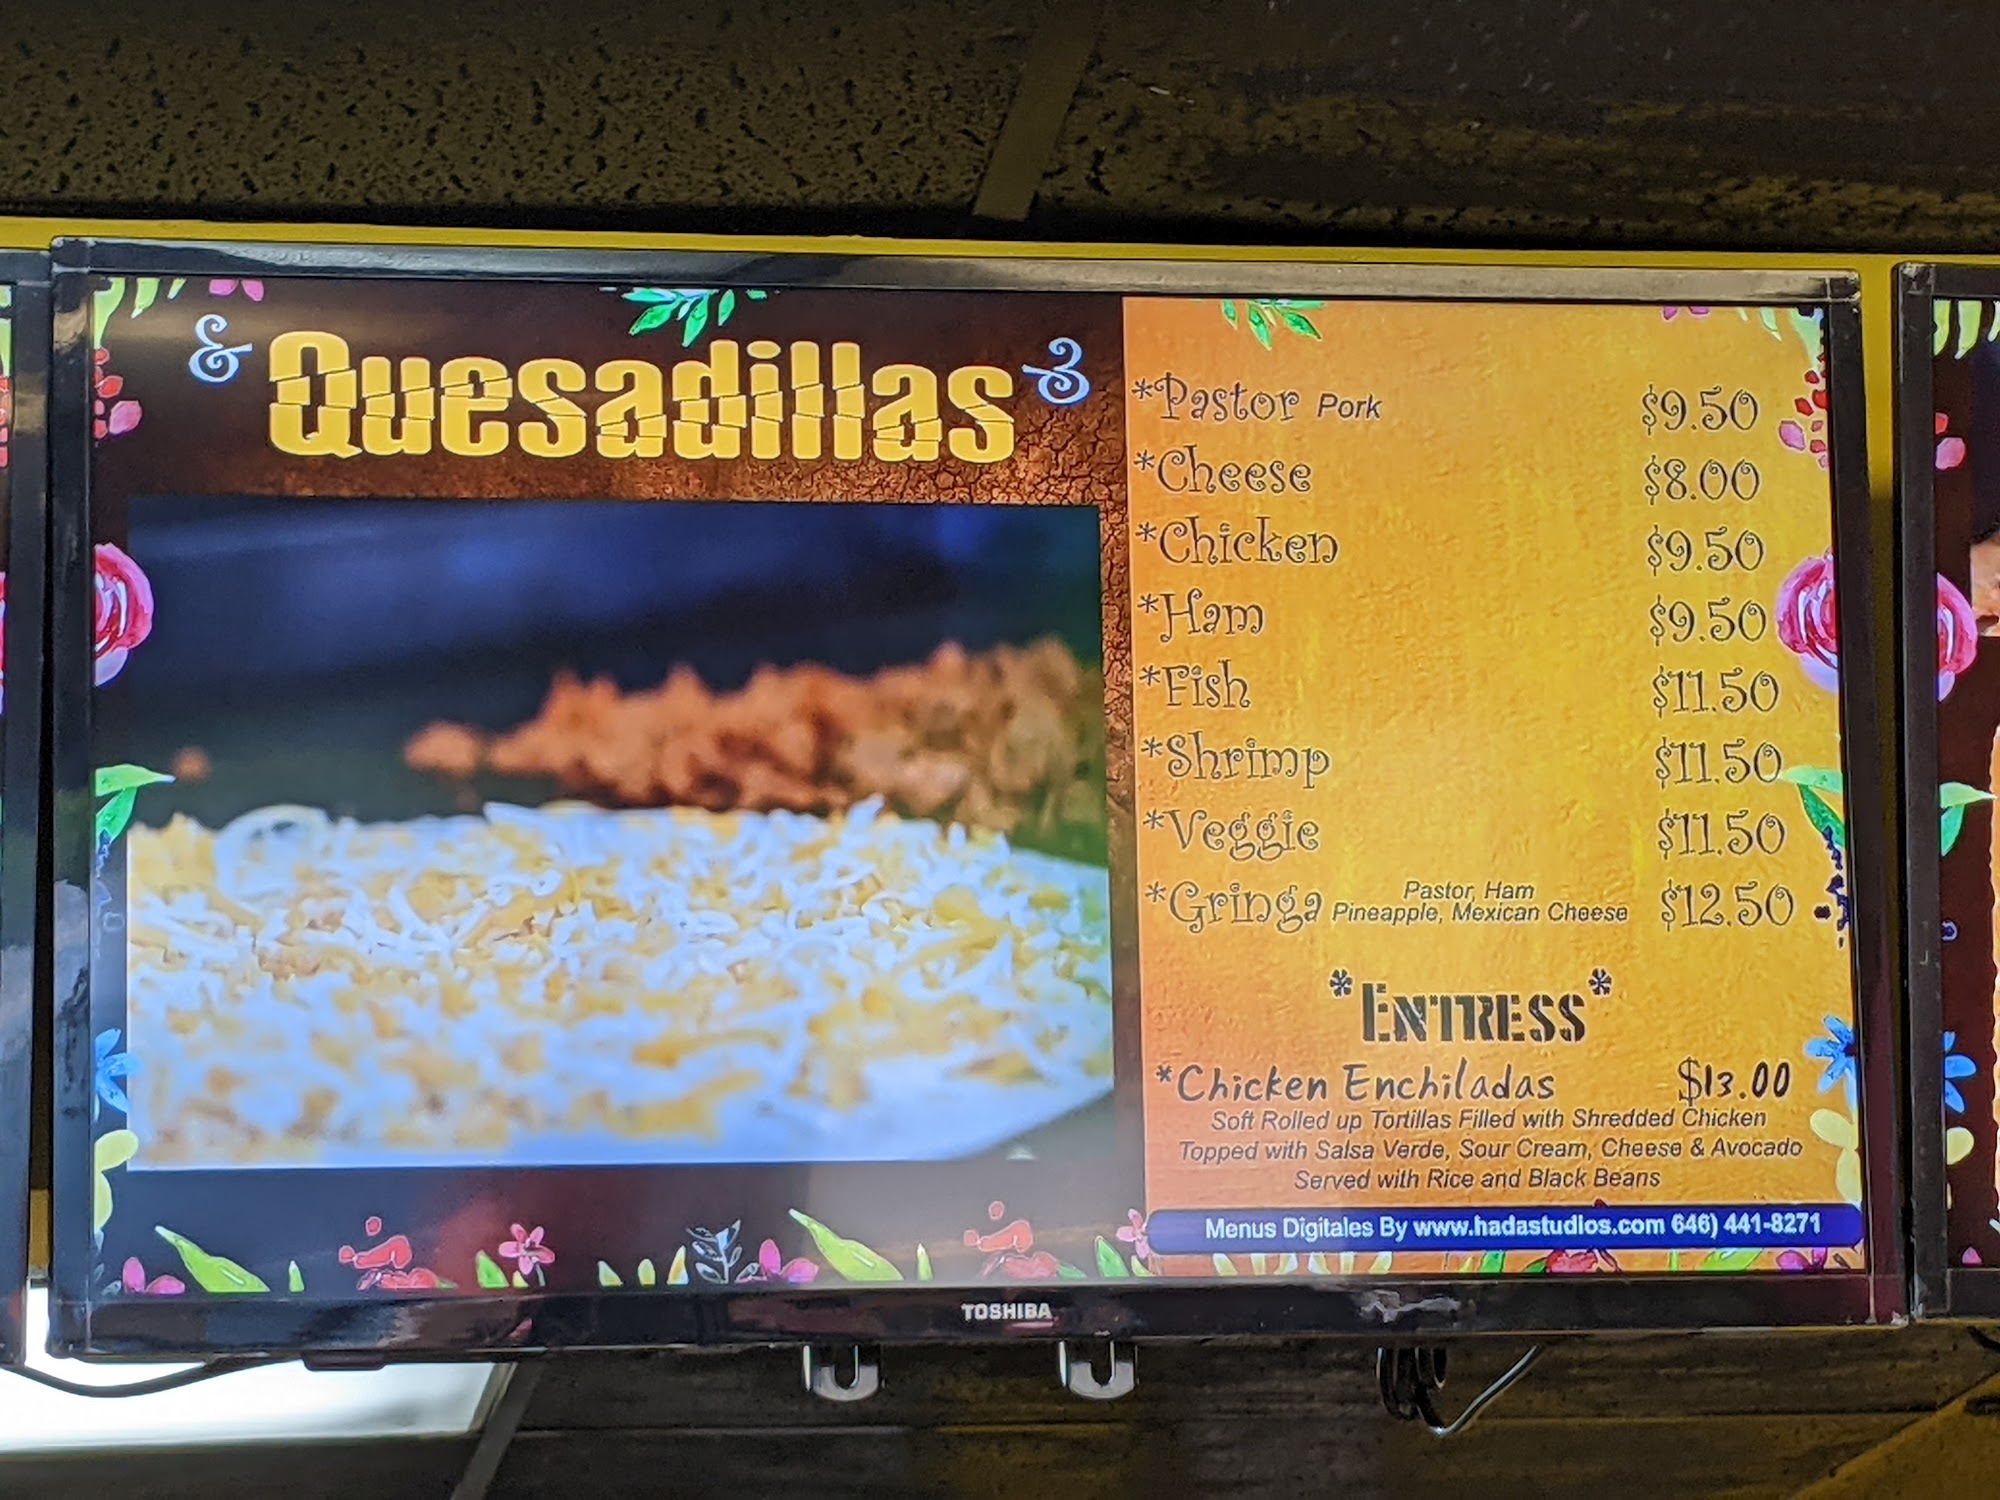 Quesadillas
*Pastor Pork $9.50
*Cheese $8.00
*Chicken $9.50
*Ham $9.50
*Fish $11.50
*Shrimp $11.50
*Veggie $11.50
*Gringa Pastor, Ham $12.50
Pineapple, Mexican Cheese
*ENTRESS*
*Chicken Enchiladas $13.00
Soft Rolled up Tortillas Filled with Shredded Chicken
Topped with Salsa Verde, Sour Cream, Cheese & Avocado
Served with Rice and Black Beans
Menus Digitales By www.hadastudios.com 646) 441-8271
TOSHIBA